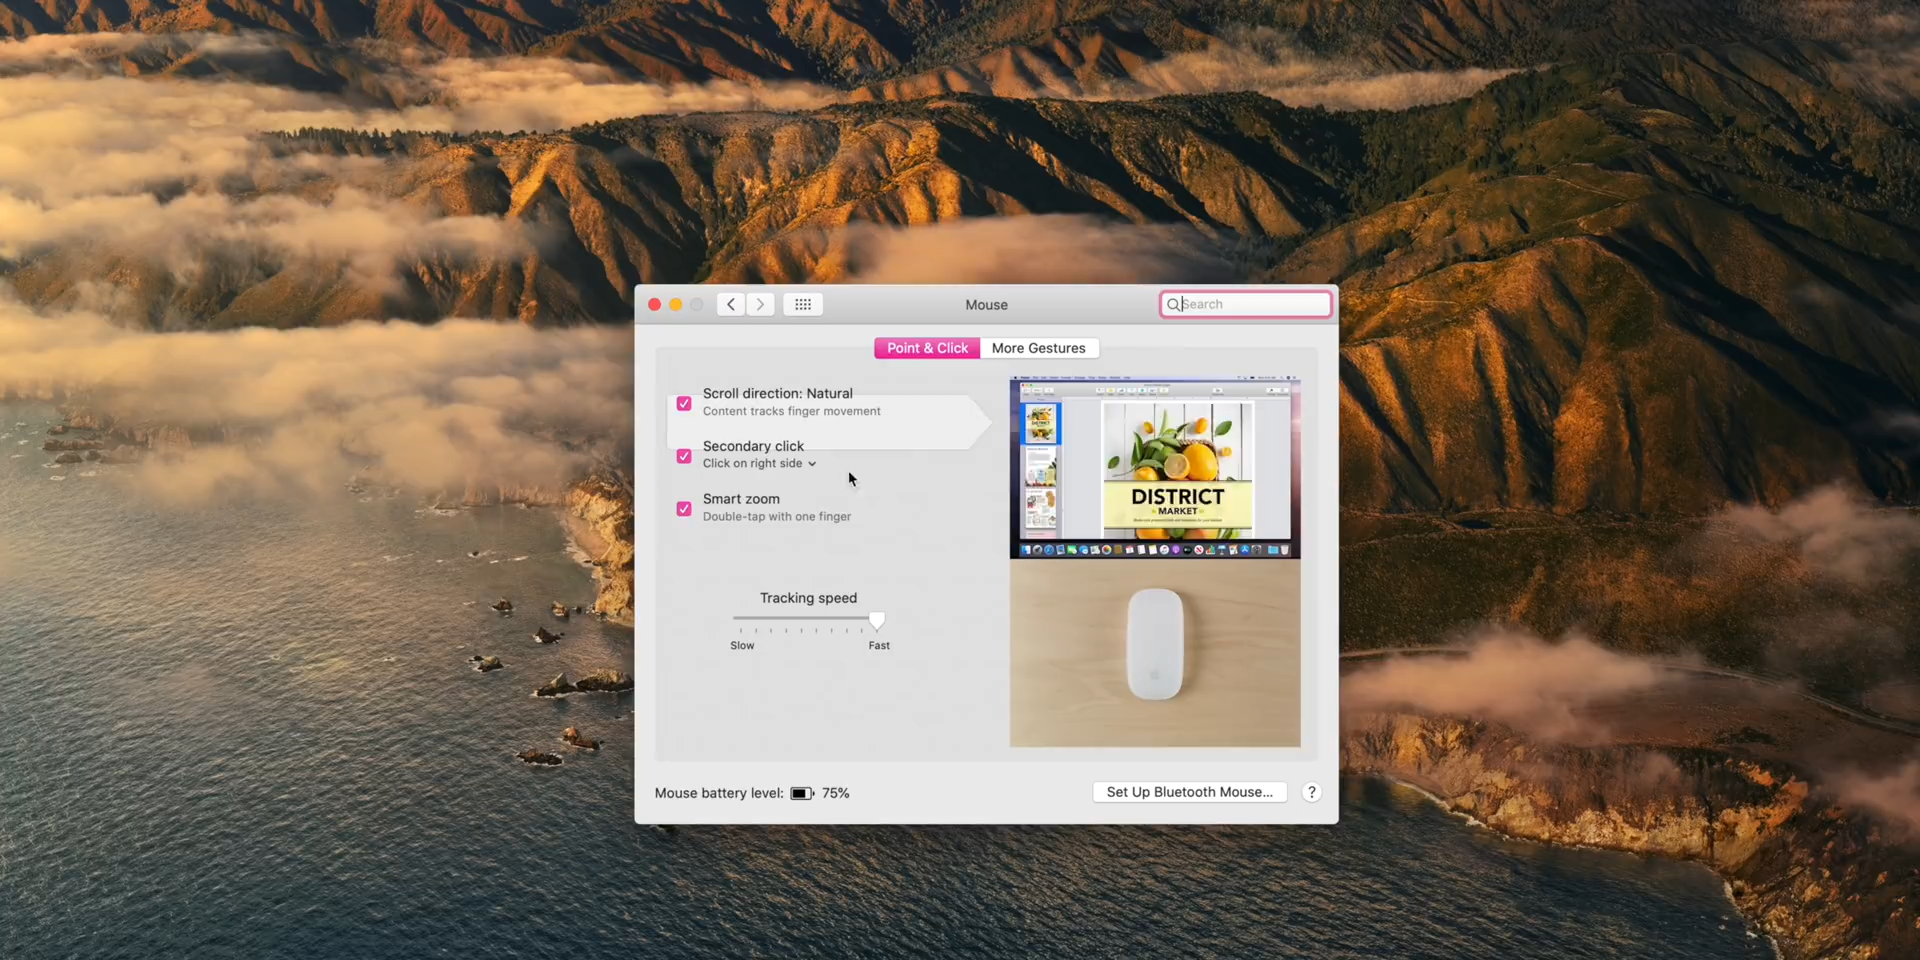 Mouse
Search
Point & Click
More Gestures
Scroll direction: Natural
Content tracks finger movement
Secondary click
Click on right side
Smart zoom
Double-tap with one finger
DISTRICT
MARKET
Tracking speed
Slow
Fast
Mouse battery level:
75%
Set Up Bluetooth Mouse...
?